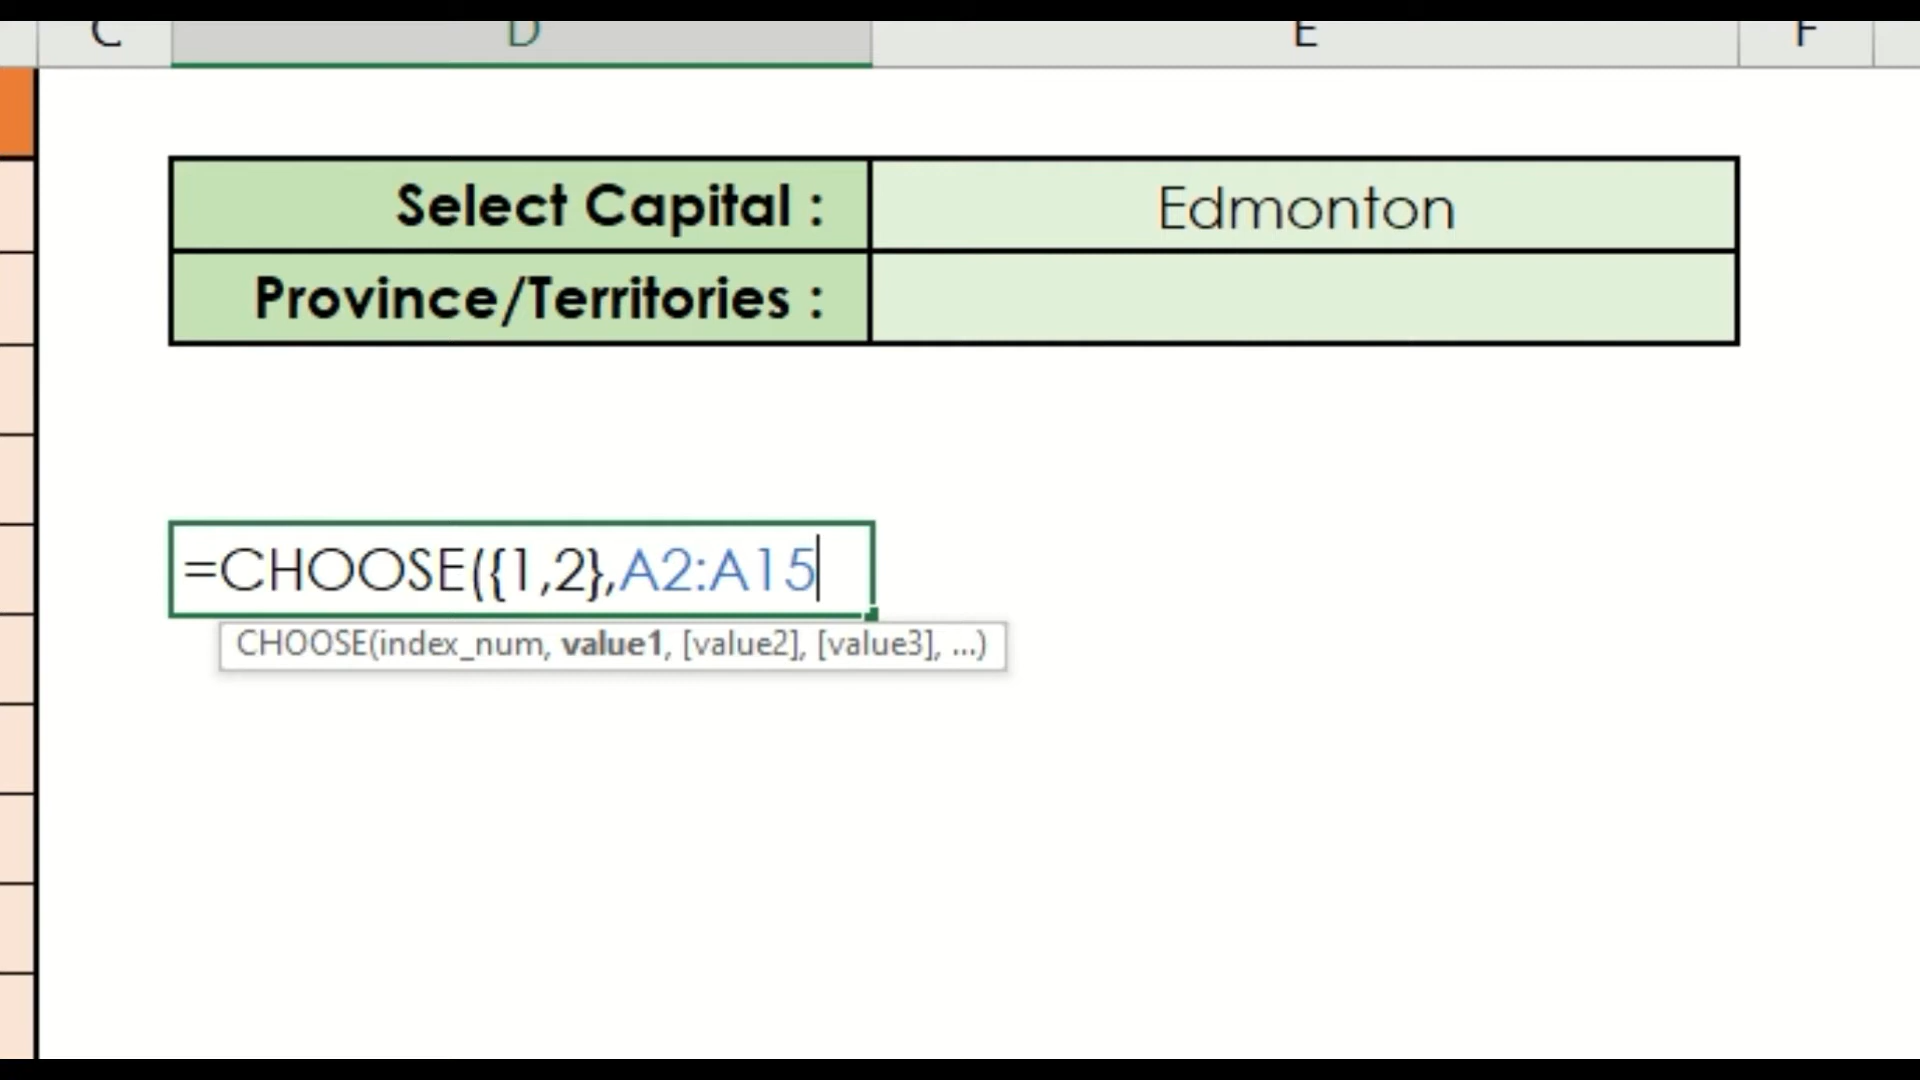 C D E F
Select Capital : Edmonton
Province/Territories :
=CHOOSE({1,2},A2:A15
CHOOSE(index_num, value1, [value2], [value3], ...)